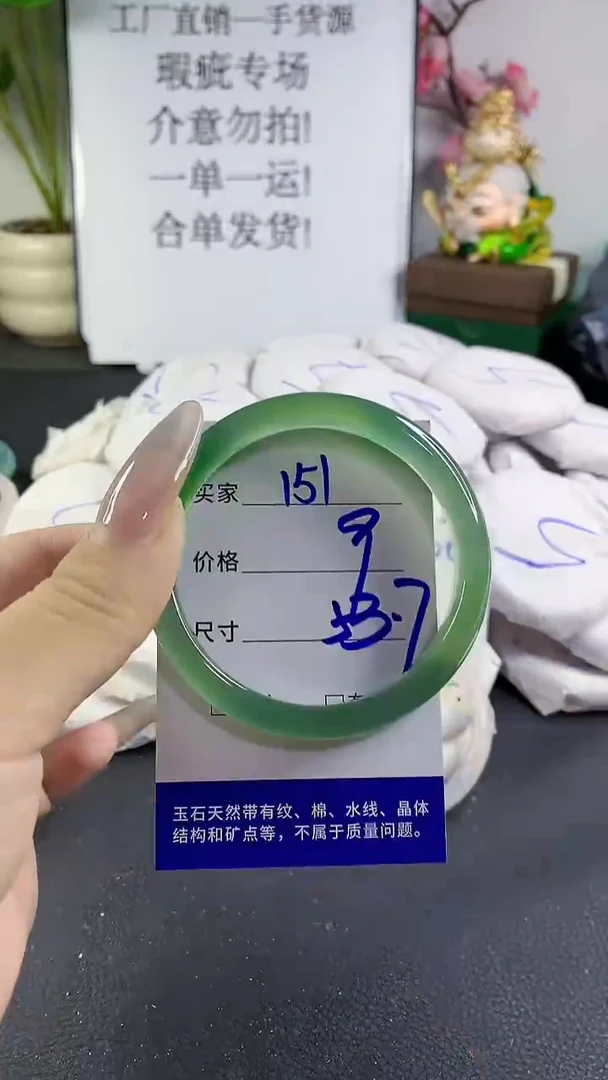 工厂直销一手货源
瑕疵专场
介意勿拍!
一单一运!
合单发货!
买家 151
价格 9
尺寸
玉石天然带有纹、棉、水线、晶体
结构和矿点等，不属于质量问题。